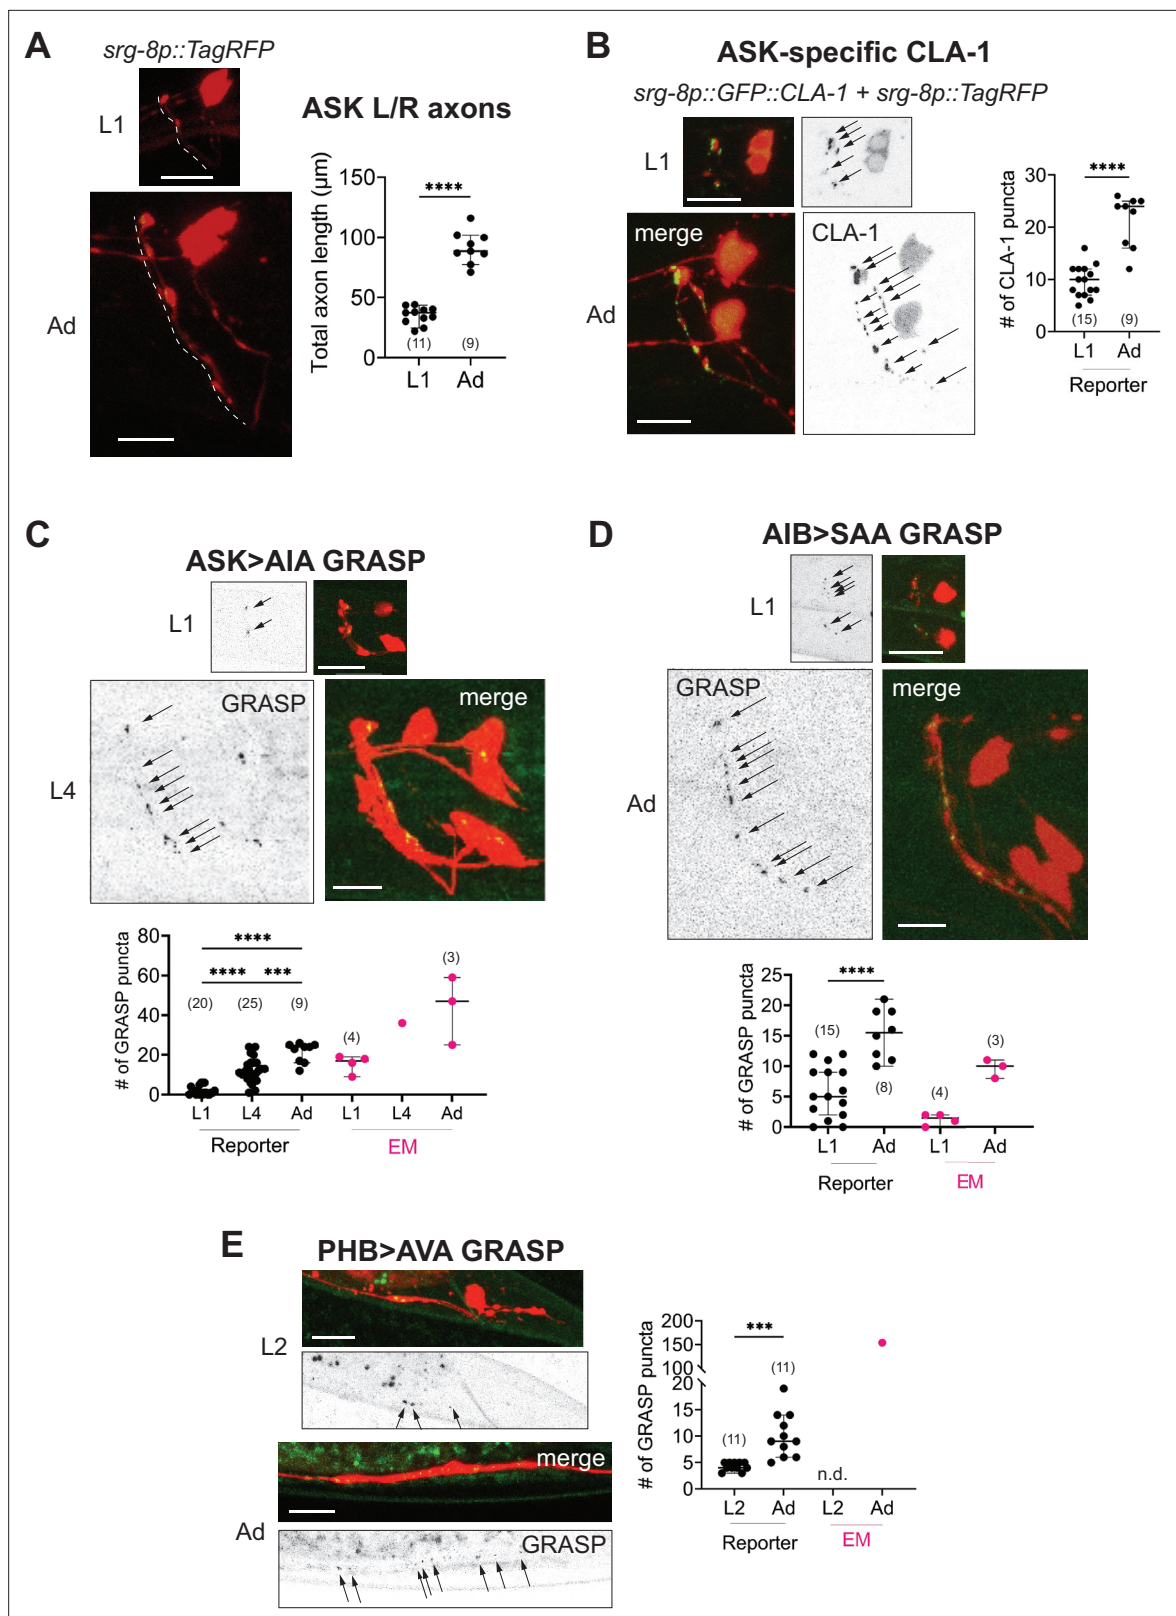 A
srg-8p::TagRFP
L1
Ad
ASK L/R axons
Total axon length (µm)
150
100
50
0
****
(11)
(9)
L1
Ad
B
ASK-specific CLA-1
srg-8p::GFP::CLA-1 + srg-8p::TagRFP
L1
merge
CLA-1
Ad
# of CLA-1 puncta
30
20
10
0
****
(15)
(9)
L1
Ad
Reporter
C
ASK>AIA GRASP
L1
GRASP
merge
L4
# of GRASP puncta
80
60
40
20
0
****
**** ***
(20)
(25)
(9)
(4)
(3)
L1 L4 Ad L1 L4 Ad
Reporter
EM
D
AIB>SAA GRASP
L1
GRASP
merge
Ad
# of GRASP puncta
25
20
15
10
5
0
****
(15)
(8)
(4)
(3)
L1 Ad L1 Ad
Reporter
EM
E
PHB>AVA GRASP
L2
merge
Ad
GRASP
# of GRASP puncta
200
150
100
20
15
10
5
0
***
(11)
(11)
n.d.
L2 Ad L2 Ad
Reporter
EM